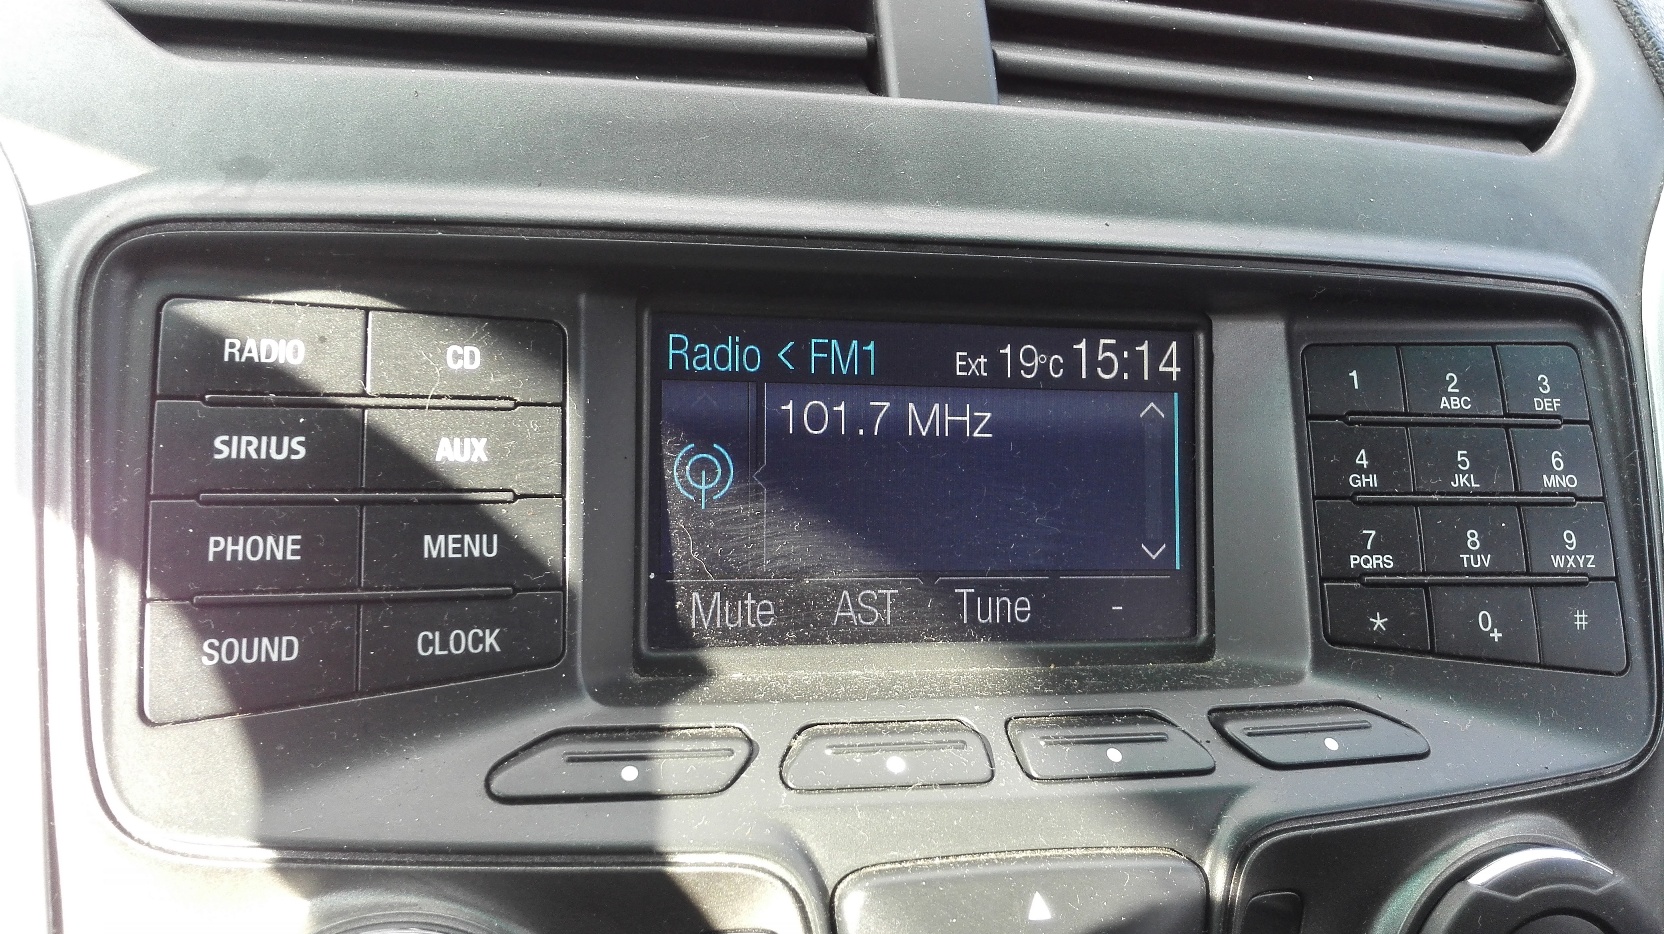 RADIO CD
SIRIUS AUX
PHONE MENU
SOUND CLOCK
Radio < FM1 Ext 19°C 15:14
101.7 MHz
Mute AST Tune -
1 2 ABC 3 DEF
4 GHI 5 JKL 6 MNO
7 PQRS 8 TUV 9 WXYZ
* 0+ #